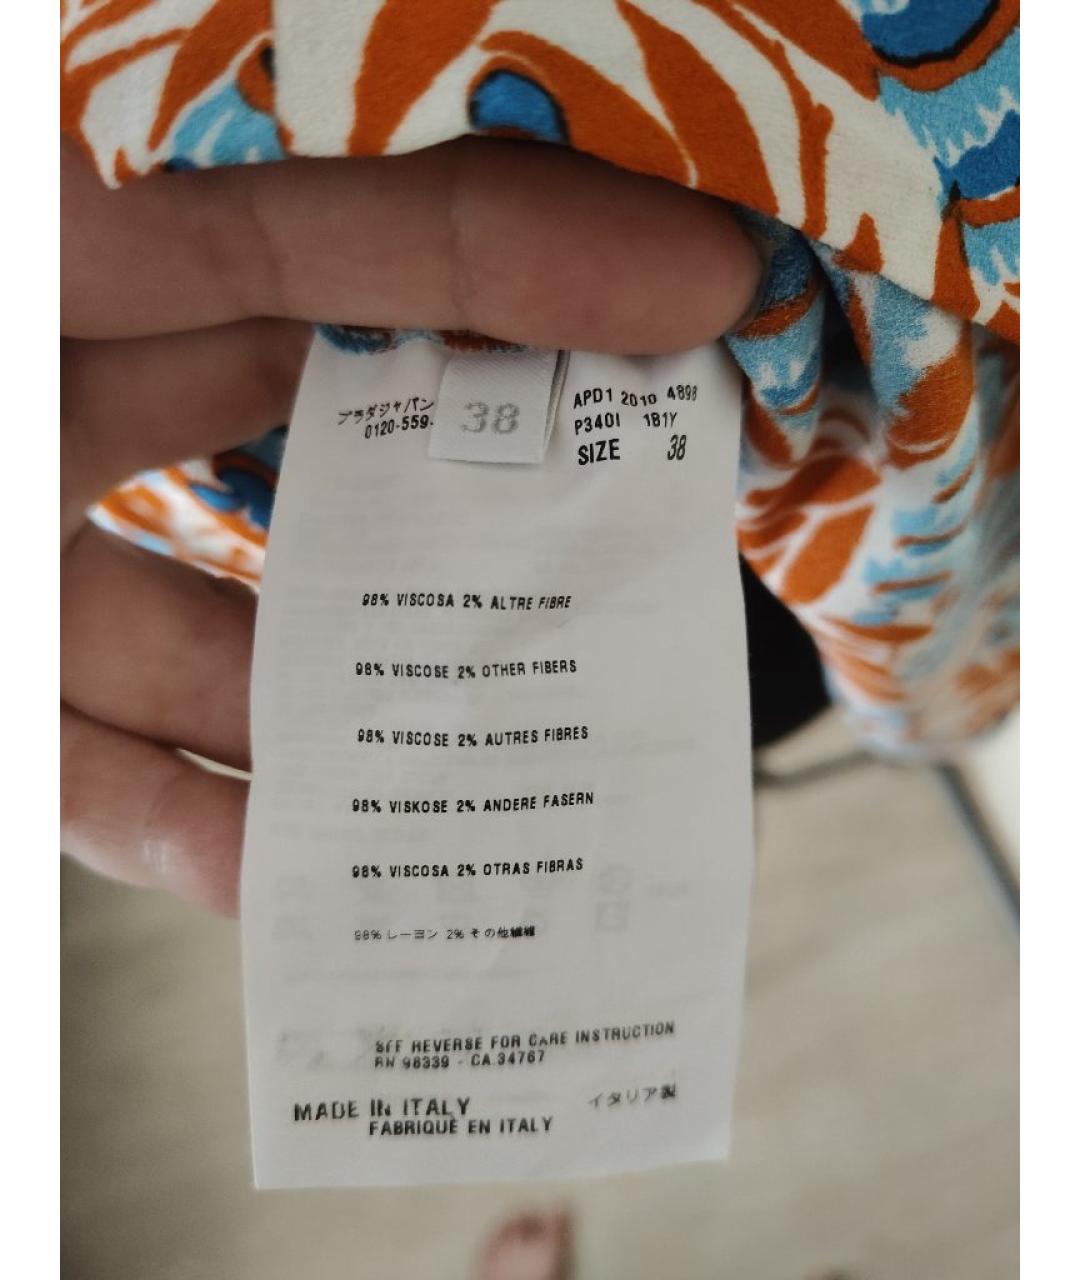 プラダジャパン
0120-559-
38
APD1 2010 4898
P340I 181Y
SIZE 38
98% VISCOSA 2% ALTRE FIBRE
98% VISCOSE 2% OTHER FIBERS
98% VISCOSE 2% AUTRES FIBRES
98% VISKOSE 2% ANDERE FASERN
98% VISCOSA 2% OTRAS FIBRAS
98% レーヨン 2% その他繊維
SEE REVERSE FOR CARE INSTRUCTION
RN 98339 - CA 34767
MADE IN ITALY イタリア製
FABRIQUÉ EN ITALY